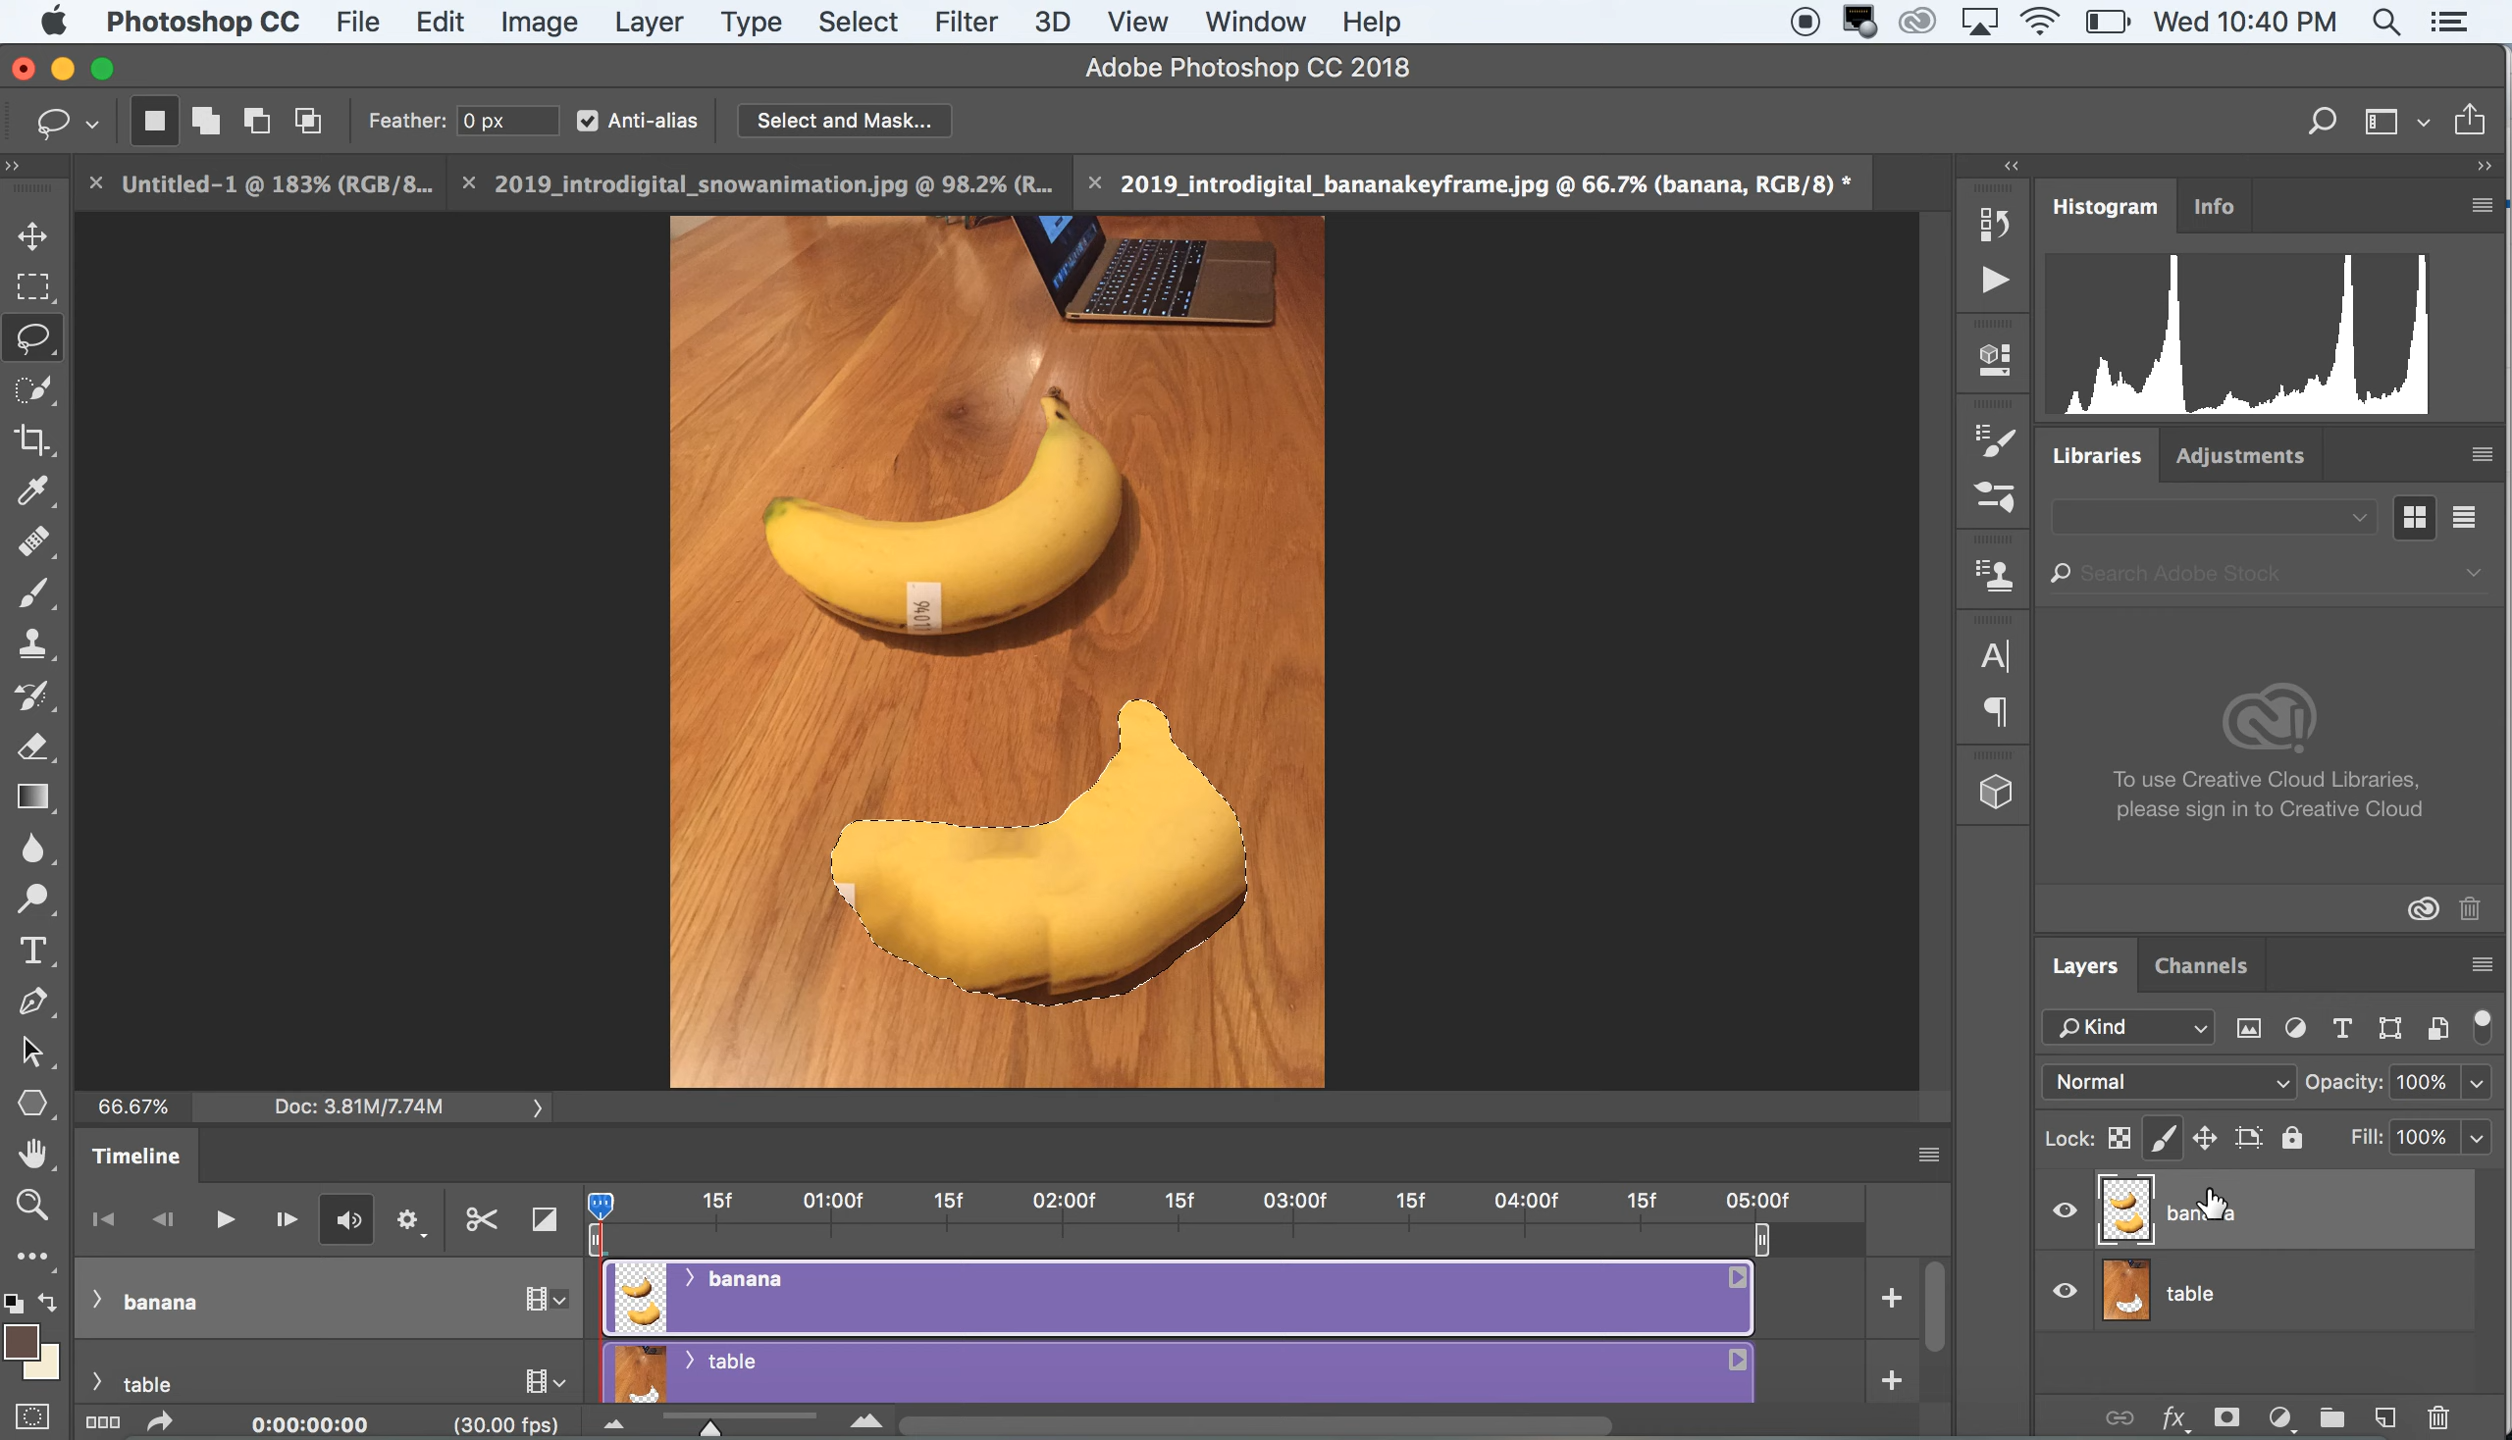 Photoshop CC File Edit Image Layer Type Select Filter 3D View Window Help Wed 10:40 PM
Adobe Photoshop CC 2018
Feather: 0 px Anti-alias Select and Mask...
Untitled-1 @ 183% (RGB/8... 2019_introdigital_snowanimation.jpg @ 98.2% (R... 2019_introdigital_bananakeyframe.jpg @ 66.7% (banana, RGB/8) *
Histogram Info
Libraries Adjustments
Search Adobe Stock
94011
To use Creative Cloud Libraries,
please sign in to Creative Cloud
Layers Channels
Kind
Normal Opacity: 100%
Lock: Fill: 100%
banana
table
66.67% Doc: 3.81M/7.74M
Timeline
15f 01:00f 15f 02:00f 15f 03:00f 15f 04:00f 15f 05:00f
banana banana
table table
0:00:00:00 (30.00 fps)